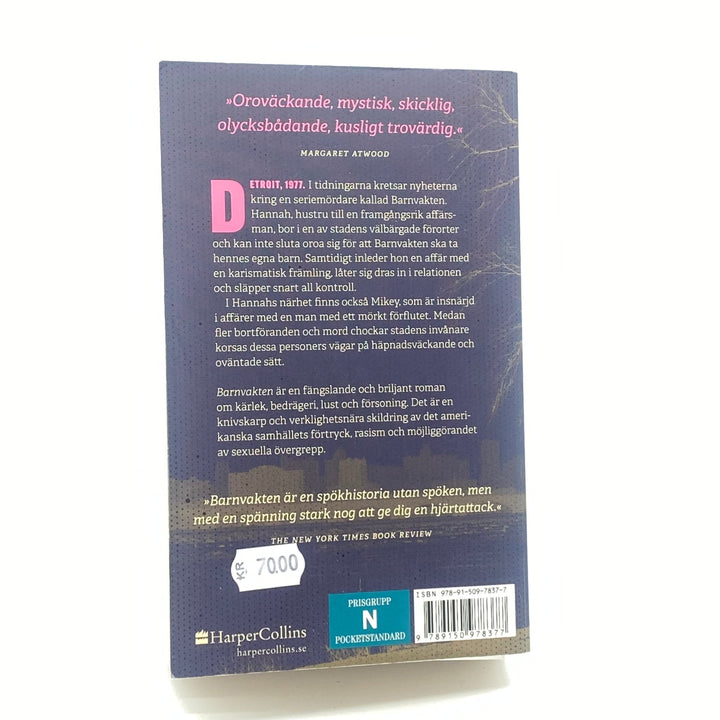 »Oroväckande, mystisk, skicklig,
olycksbådande, kusligt trovärdig.«
MARGARET ATWOOD
DETROIT, 1977. I tidningarna kretsar nyheterna
kring en seriemördare kallad Barnvakten.
Hannah, hustru till en framgångsrik affärs-
man, bor i en av stadens välbärgade förorter
och kan inte sluta oroa sig för att Barnvakten ska ta
hennes egna barn. Samtidigt inleder hon en affär med
en karismatisk främling, låter sig dras in i relationen
och släpper snart all kontroll.
I Hannahs närhet finns också Mikey, som är insnärjd
i affärer med en man med ett mörkt förflutet. Medan
fler bortföranden och mord chockar stadens invånare
korsas dessa personers vägar på häpnadsväckande och
oväntade sätt.
Barnvakten är en fängslande och briljant roman
om kärlek, bedrägeri, lust och försoning. Det är en
knivskarp och verklighetsnära skildring av det ameri-
kanska samhällets förtryck, rasism och möjliggörandet
av sexuella övergrepp.
»Barnvakten är en spökhistoria utan spöken, men
med en spänning stark nog att ge dig en hjärtattack.«
THE NEW YORK TIMES BOOK REVIEW
KR 70.00
HarperCollins
harpercollins.se
PRISGRUPP
N
POCKETSTANDARD
ISBN 978-91-509-7837-7
9 789150 978377